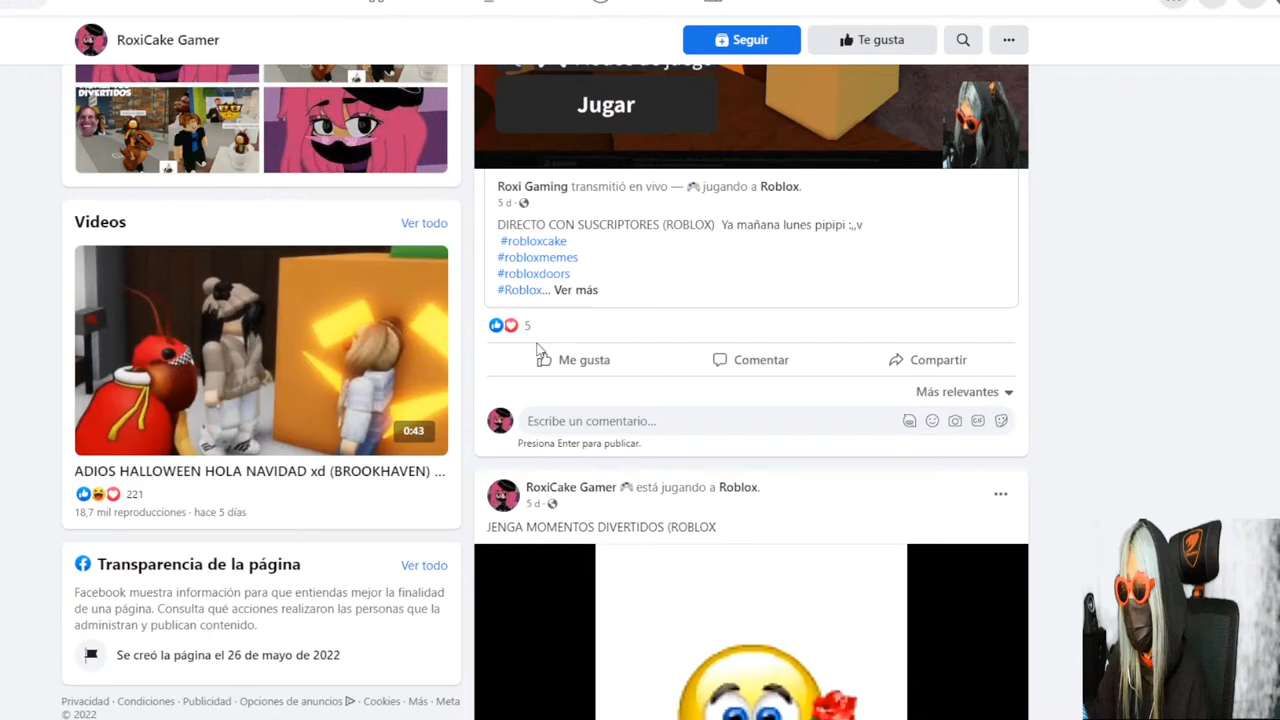 RoxiCake Gamer
Seguir
Te gusta
DIVERTIDOS
Jugar
Roxi Gaming transmitió en vivo — 🎮 jugando a Roblox.
5 d ·
DIRECTO CON SUSCRIPTORES (ROBLOX) Ya mañana lunes pipipi :,,v
#robloxcake
#robloxmemes
#robloxdoors
#Roblox... Ver más
5
Me gusta
Comentar
Compartir
Más relevantes
Escribe un comentario...
GIF
Presiona Enter para publicar.
Videos
Ver todo
0:43
ADIOS HALLOWEEN HOLA NAVIDAD xd (BROOKHAVEN) ...
221
18,7 mil reproducciones · hace 5 días
Transparencia de la página
Ver todo
Facebook muestra información para que entiendas mejor la finalidad
de una página. Consulta qué acciones realizaron las personas que la
administran y publican contenido.
Se creó la página el 26 de mayo de 2022
Privacidad · Condiciones · Publicidad · Opciones de anuncios · Cookies · Más · Meta
© 2022
RoxiCake Gamer 🎮 está jugando a Roblox.
5 d ·
JENGA MOMENTOS DIVERTIDOS (ROBLOX